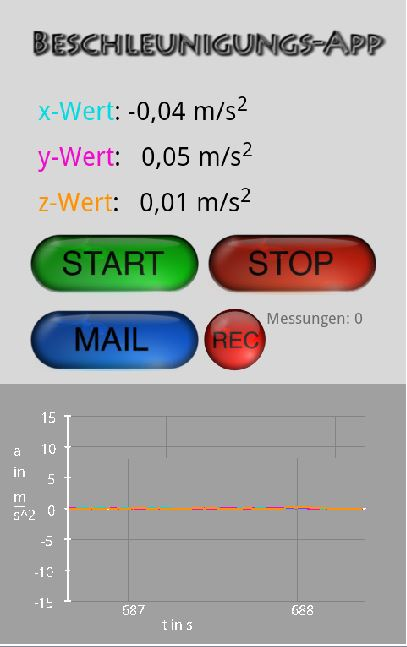 Beschleunigungs-App
x-Wert: -0,04 m/s²
y-Wert: 0,05 m/s²
z-Wert: 0,01 m/s²
START STOP
MAIL REC Messungen: 0
15
10
a
in
m
s^2
5
0
-5
-10
-15
687 688
t in s